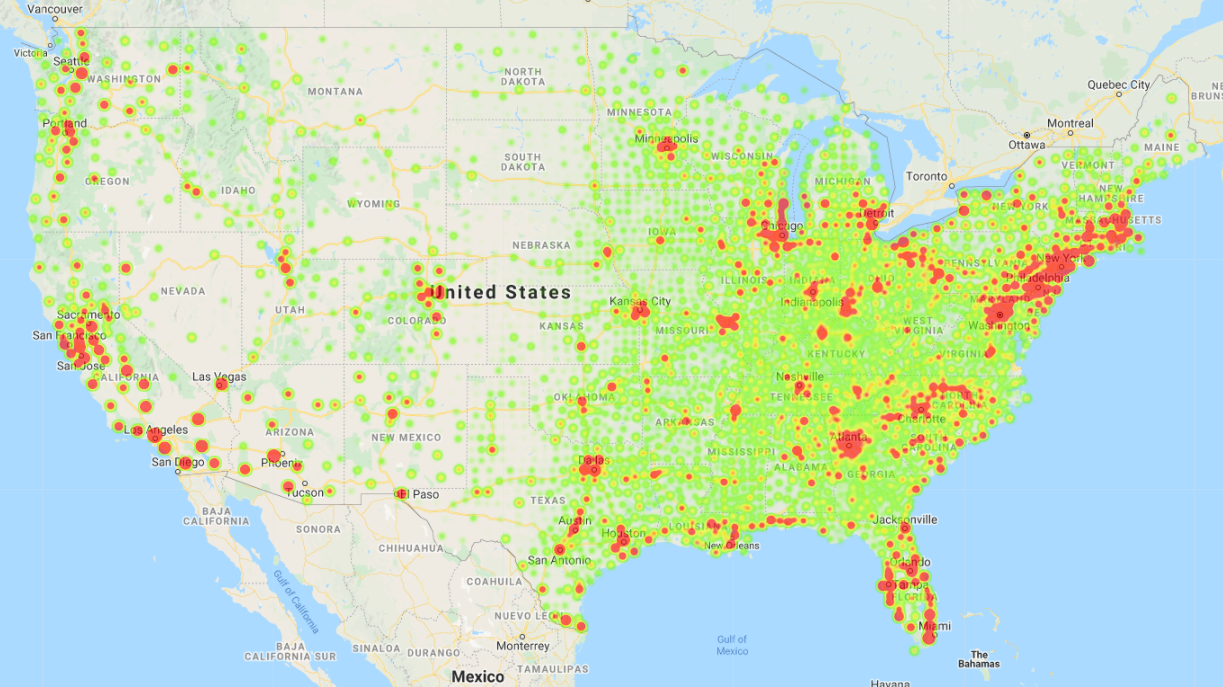 Vancouver
Victoria
Seattle
WASHINGTON
Portland
OREGON
IDAHO
MONTANA
NORTH
DAKOTA
SOUTH
DAKOTA
MINNESOTA
Minneapolis
WISCONSIN
MICHIGAN
Detroit
Chicago
Toronto
Ottawa
Montreal
Quebec City
NE
BRUNS
MAINE
VERMONT
NEW
HAMPSHIRE
MASSACHUSETTS
NEW YORK
New York
PENNSYLVANIA
Philadelphia
MARYLAND
Washington
WEST
VIRGINIA
VIRGINIA
OHIO
INDIANA
Indianapolis
ILLINOIS
IOWA
NEBRASKA
WYOMING
United States
NEVADA
UTAH
COLORADO
KANSAS
Kansas City
MISSOURI
KENTUCKY
Nashville
TENNESSEE
NORTH
CAROLINA
Charlotte
SOUTH
CAROLINA
Atlanta
GEORGIA
ALABAMA
MISSISSIPPI
ARKANSAS
OKLAHOMA
Sacramento
San Francisco
San Jose
CALIFORNIA
Las Vegas
Los Angeles
San Diego
ARIZONA
Phoenix
Tucson
NEW MEXICO
El Paso
Dallas
TEXAS
Austin
Houston
San Antonio
LOUISIANA
New Orleans
Jacksonville
Orlando
Tampa
FLORIDA
Miami
BAJA
CALIFORNIA
SONORA
CHIHUAHUA
COAHUILA
NUEVO LE
Monterrey
Gulf of California
BAJA
CALIFORNIA SUR
SINALOA
DURANGO
TAMAULIPAS
Mexico
Gulf of
Mexico
The
Bahamas
Havana